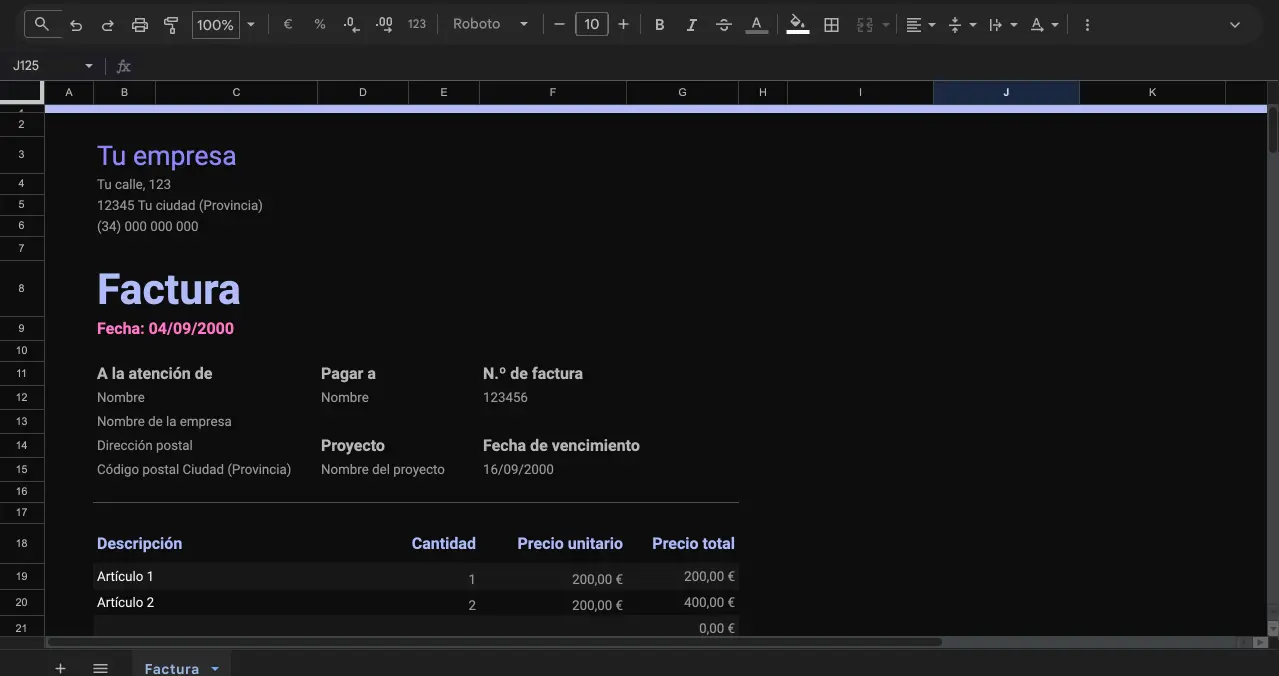 100% € % .0 .00 123 Roboto − 10 + B I S A A
J125 fx
A B C D E F G H I J K
1
2
3 Tu empresa
4 Tu calle, 123
5 12345 Tu ciudad (Provincia)
6 (34) 000 000 000
7
8 Factura
9 Fecha: 04/09/2000
10
11 A la atención de Pagar a N.º de factura
12 Nombre Nombre 123456
13 Nombre de la empresa
14 Dirección postal Proyecto Fecha de vencimiento
15 Código postal Ciudad (Provincia) Nombre del proyecto 16/09/2000
16
17
18 Descripción Cantidad Precio unitario Precio total
19 Artículo 1 1 200,00 € 200,00 €
20 Artículo 2 2 200,00 € 400,00 €
21 0,00 €
+ Factura